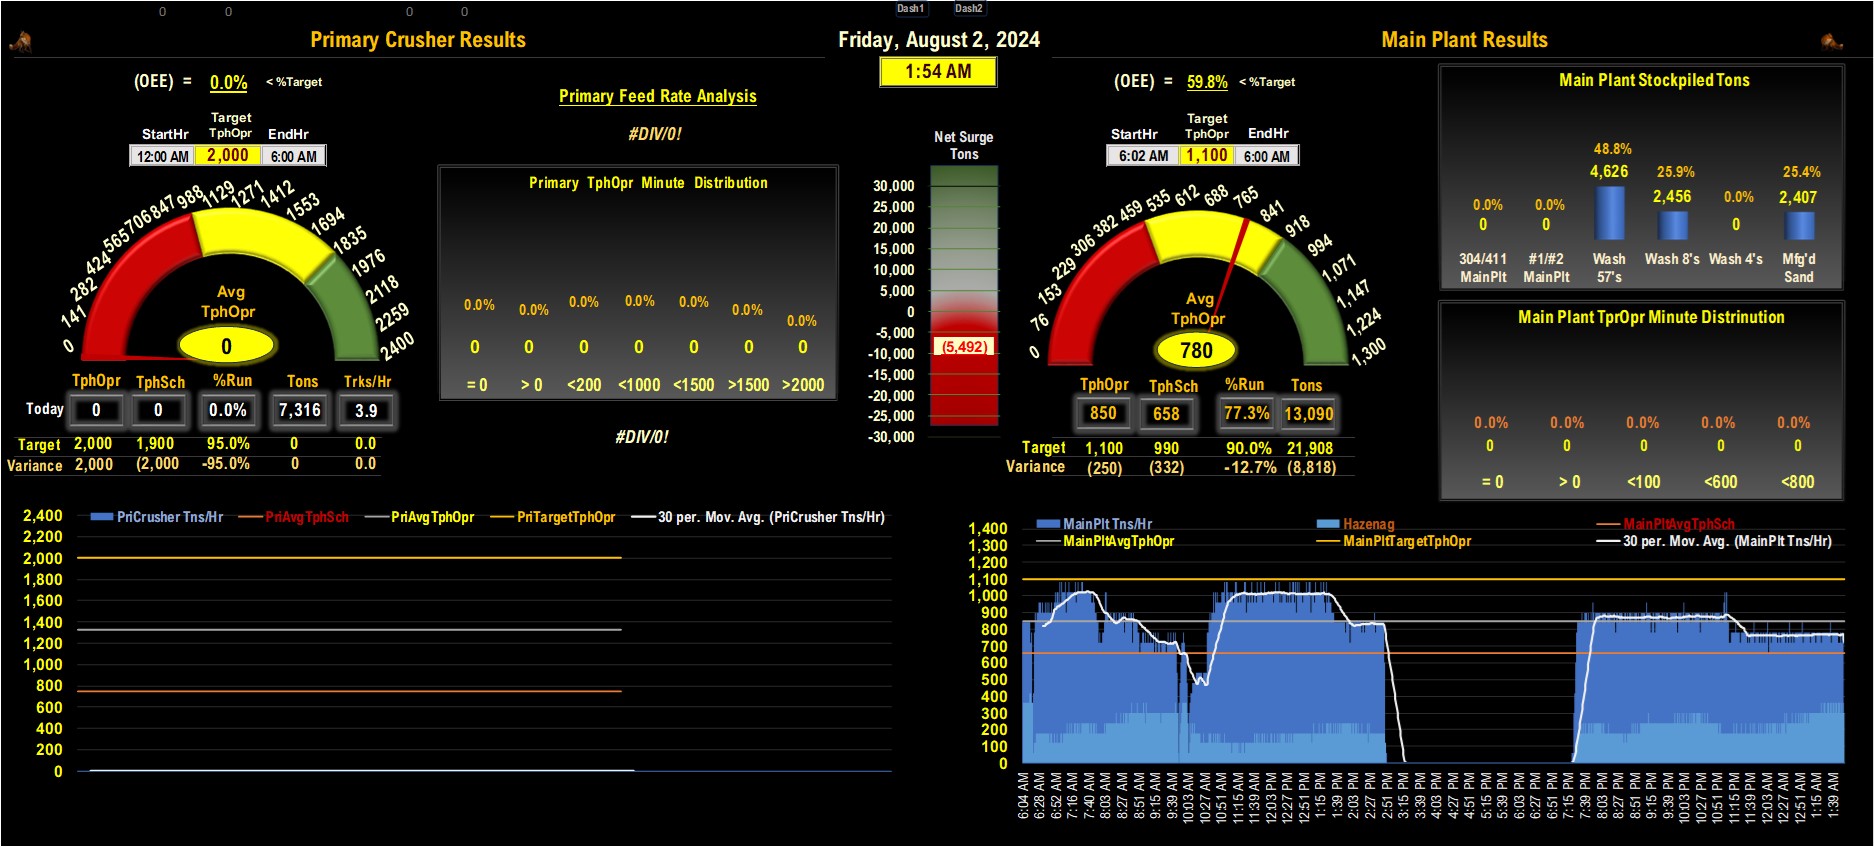 0 0 0 0
Dash1 Dash2
Primary Crusher Results
Friday, August 2, 2024
Main Plant Results
1:54 AM
(OEE) = 0.0% < %Target
Primary Feed Rate Analysis
#DIV/0!
Target
StartHr TphOpr EndHr
12:00 AM 2,000 6:00 AM
0 141 282 424 565 706 847 988 1129 1271 1412 1553 1694 1835 1976 2118 2259 2400
Avg
TphOpr
0
TphOpr TphSch %Run Tons Trks/Hr
Today 0 0 0.0% 7,316 3.9
Target 2,000 1,900 95.0% 0 0.0
Variance 2,000 (2,000 -95.0% 0 0.0
Primary TphOpr Minute Distribution
0.0% 0.0% 0.0% 0.0% 0.0% 0.0% 0.0%
0 0 0 0 0 0 0
= 0 > 0 <200 <1000 <1500 >1500 >2000
#DIV/0!
Net Surge
Tons
30,000
25,000
20,000
15,000
10,000
5,000
0
-5,000
(5,492)
-10,000
-15,000
-20,000
-25,000
-30,000
(OEE) = 59.8% < %Target
Target
StartHr TphOpr EndHr
6:02 AM 1,100 6:00 AM
0 76 153 229 306 382 459 535 612 688 765 841 918 994 1,071 1,147 1,224 1,300
Avg
TphOpr
780
TphOpr TphSch %Run Tons
850 658 77.3% 13,090
Target 1,100 990 90.0% 21,908
Variance (250) (332) -12.7% (8,818)
Main Plant Stockpiled Tons
0.0% 0.0% 48.8% 25.9% 0.0% 25.4%
0 0 4,626 2,456 0 2,407
304/411 #1/#2 Wash Wash 8's Wash 4's Mfg'd
MainPlt MainPlt 57's Sand
Main Plant TprOpr Minute Distrinution
0.0% 0.0% 0.0% 0.0% 0.0%
0 0 0 0 0
= 0 > 0 <100 <600 <800
PriCrusher Tns/Hr PriAvgTphSch PriAvgTphOpr PriTargetTphOpr 30 per. Mov. Avg. (PriCrusher Tns/Hr)
2,400
2,200
2,000
1,800
1,600
1,400
1,200
1,000
800
600
400
200
0
MainPlt Tns/Hr Hazenag MainPltAvgTphSch
MainPltAvgTphOpr MainPltTargetTphOpr 30 per. Mov. Avg. (MainPlt Tns/Hr)
1,400
1,300
1,200
1,100
1,000
900
800
700
600
500
400
300
200
100
0
6:04 AM 6:28 AM 6:52 AM 7:16 AM 7:40 AM 8:03 AM 8:27 AM 8:51 AM 9:15 AM 9:39 AM 10:03 AM 10:27 AM 10:51 AM 11:15 AM 11:39 AM 12:03 PM 12:27 PM 12:51 PM 1:15 PM 1:39 PM 2:03 PM 2:27 PM 2:51 PM 3:15 PM 3:39 PM 4:03 PM 4:27 PM 4:51 PM 5:15 PM 5:39 PM 6:03 PM 6:27 PM 6:51 PM 7:15 PM 7:39 PM 8:03 PM 8:27 PM 8:51 PM 9:15 PM 9:39 PM 10:03 PM 10:27 PM 10:51 PM 11:15 PM 11:39 PM 12:03 AM 12:27 AM 12:51 AM 1:15 AM 1:39 AM